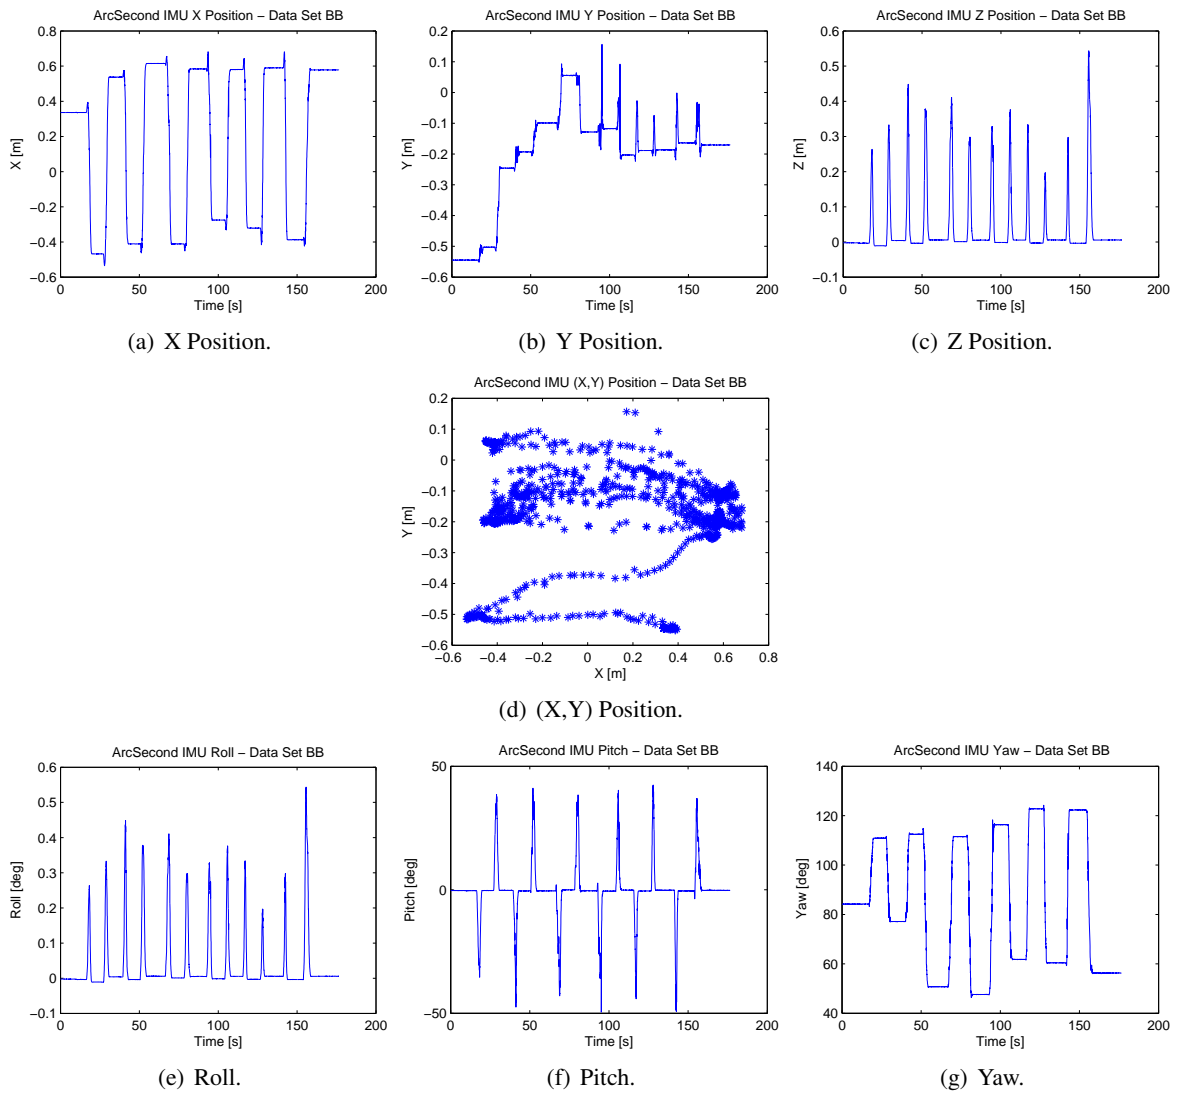 ArcSecond IMU X Position − Data Set BB
0.8
0.6
0.4
0.2
0
−0.2
−0.4
−0.6
X [m]
0 50 100 150 200
Time [s]
(a) X Position.
ArcSecond IMU Y Position − Data Set BB
0.2
0.1
0
−0.1
−0.2
−0.3
−0.4
−0.5
−0.6
Y [m]
0 50 100 150 200
Time [s]
(b) Y Position.
ArcSecond IMU Z Position − Data Set BB
0.6
0.5
0.4
0.3
0.2
0.1
0
−0.1
Z [m]
0 50 100 150 200
Time [s]
(c) Z Position.
ArcSecond IMU (X,Y) Position − Data Set BB
0.2
0.1
0
−0.1
−0.2
−0.3
−0.4
−0.5
−0.6
Y [m]
−0.6 −0.4 −0.2 0 0.2 0.4 0.6 0.8
X [m]
(d) (X,Y) Position.
ArcSecond IMU Roll − Data Set BB
0.6
0.5
0.4
0.3
0.2
0.1
0
−0.1
Roll [deg]
0 50 100 150 200
Time [s]
(e) Roll.
ArcSecond IMU Pitch − Data Set BB
50
0
−50
Pitch [deg]
0 50 100 150 200
Time [s]
(f) Pitch.
ArcSecond IMU Yaw − Data Set BB
140
120
100
80
60
40
Yaw [deg]
0 50 100 150 200
Time [s]
(g) Yaw.